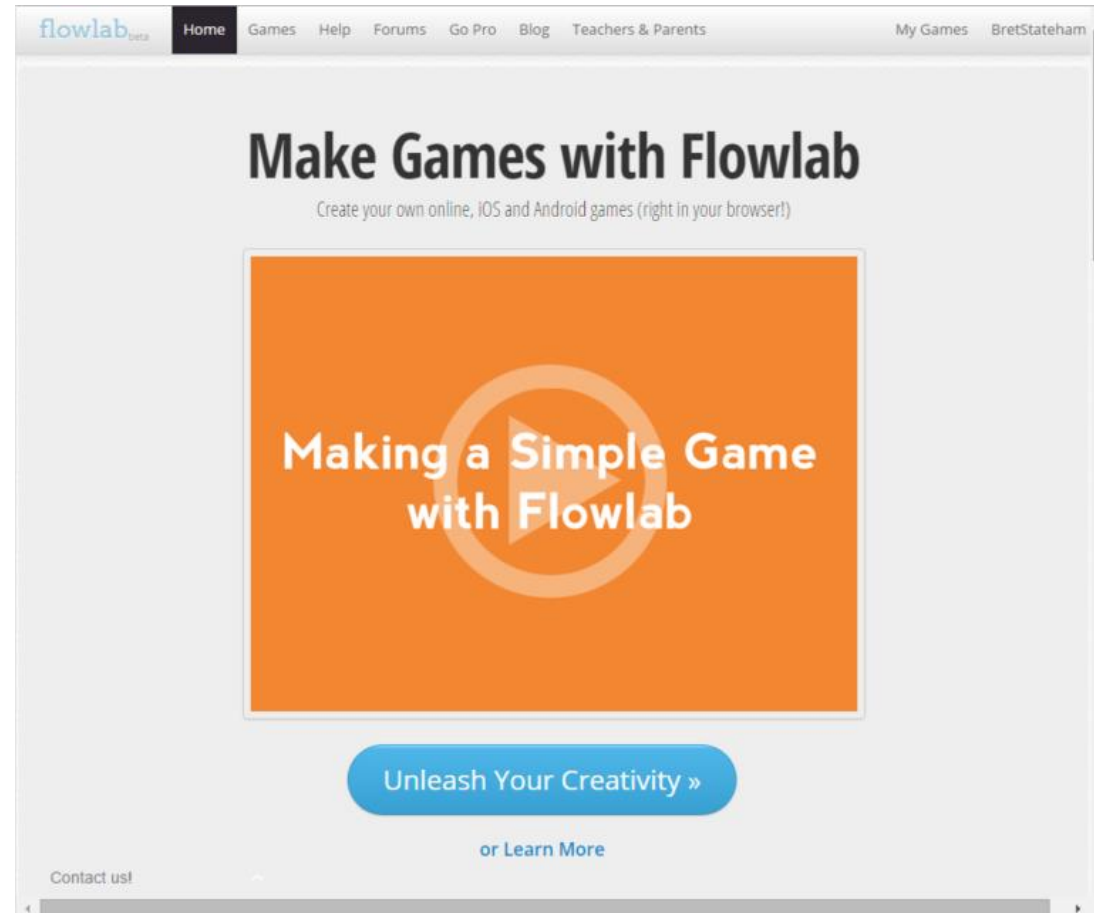 flowlab beta Home Games Help Forums Go Pro Blog Teachers & Parents My Games BretStateham
Make Games with Flowlab
Create your own online, iOS and Android games (right in your browser!)
Making a Simple Game
with Flowlab
Unleash Your Creativity »
or Learn More
Contact us!